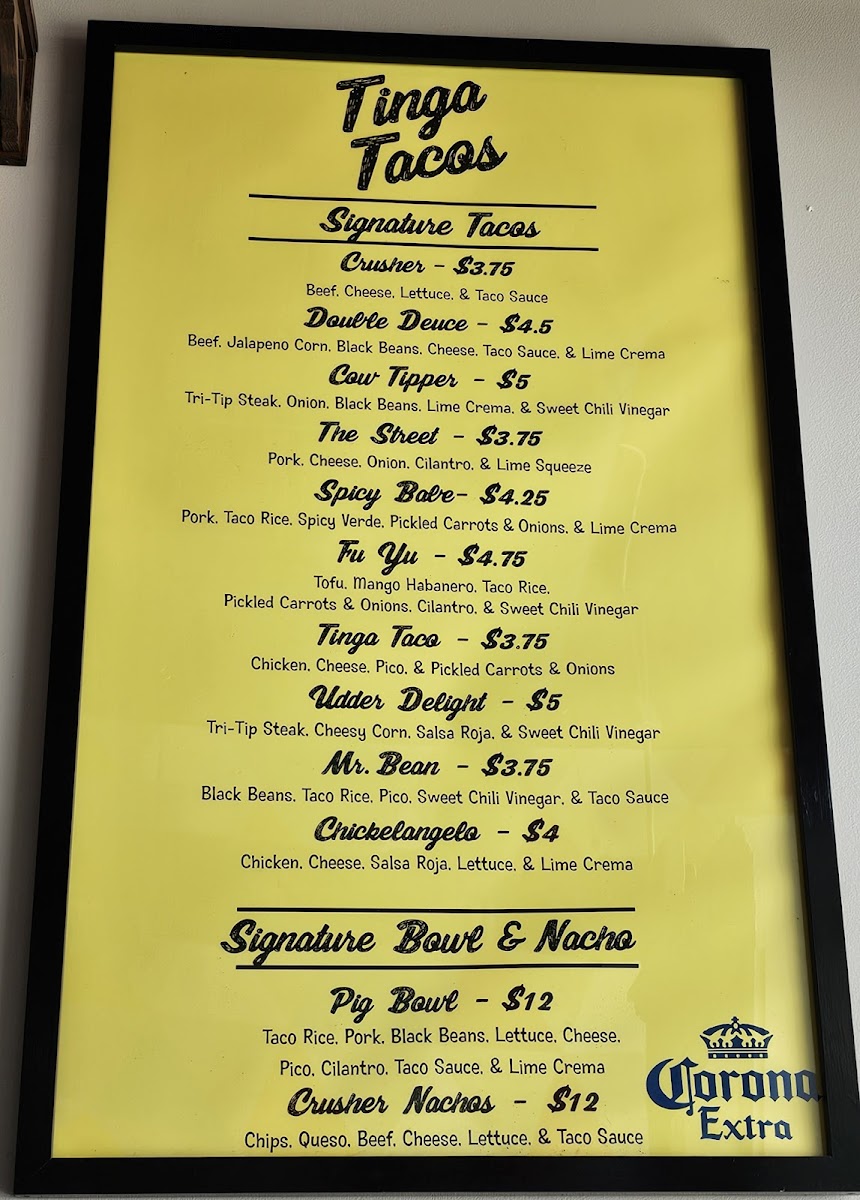 Tinga
Tacos
Signature Tacos
Crusher - $3.75
Beef, Cheese, Lettuce, & Taco Sauce
Double Deuce - $4.5
Beef, Jalapeno Corn, Black Beans, Cheese, Taco Sauce, & Lime Crema
Cow Tipper - $5
Tri-Tip Steak, Onion, Black Beans, Lime Crema, & Sweet Chili Vinegar
The Street - $3.75
Pork, Cheese, Onion, Cilantro, & Lime Squeeze
Spicy Babe- $4.25
Pork, Taco Rice, Spicy Verde, Pickled Carrots & Onions, & Lime Crema
Fu Yu - $4.75
Tofu, Mango Habanero, Taco Rice,
Pickled Carrots & Onions, Cilantro, & Sweet Chili Vinegar
Tinga Taco - $3.75
Chicken, Cheese, Pico, & Pickled Carrots & Onions
Udder Delight - $5
Tri-Tip Steak, Cheesy Corn, Salsa Roja, & Sweet Chili Vinegar
Mr. Bean - $3.75
Black Beans, Taco Rice, Pico, Sweet Chili Vinegar, & Taco Sauce
Chickelangelo - $4
Chicken, Cheese, Salsa Roja, Lettuce, & Lime Crema
Signature Bowl & Nacho
Pig Bowl - $12
Taco Rice, Pork, Black Beans, Lettuce, Cheese,
Pico, Cilantro, Taco Sauce, & Lime Crema
Crusher Nachos - $12
Chips, Queso, Beef, Cheese, Lettuce, & Taco Sauce
Corona
Extra